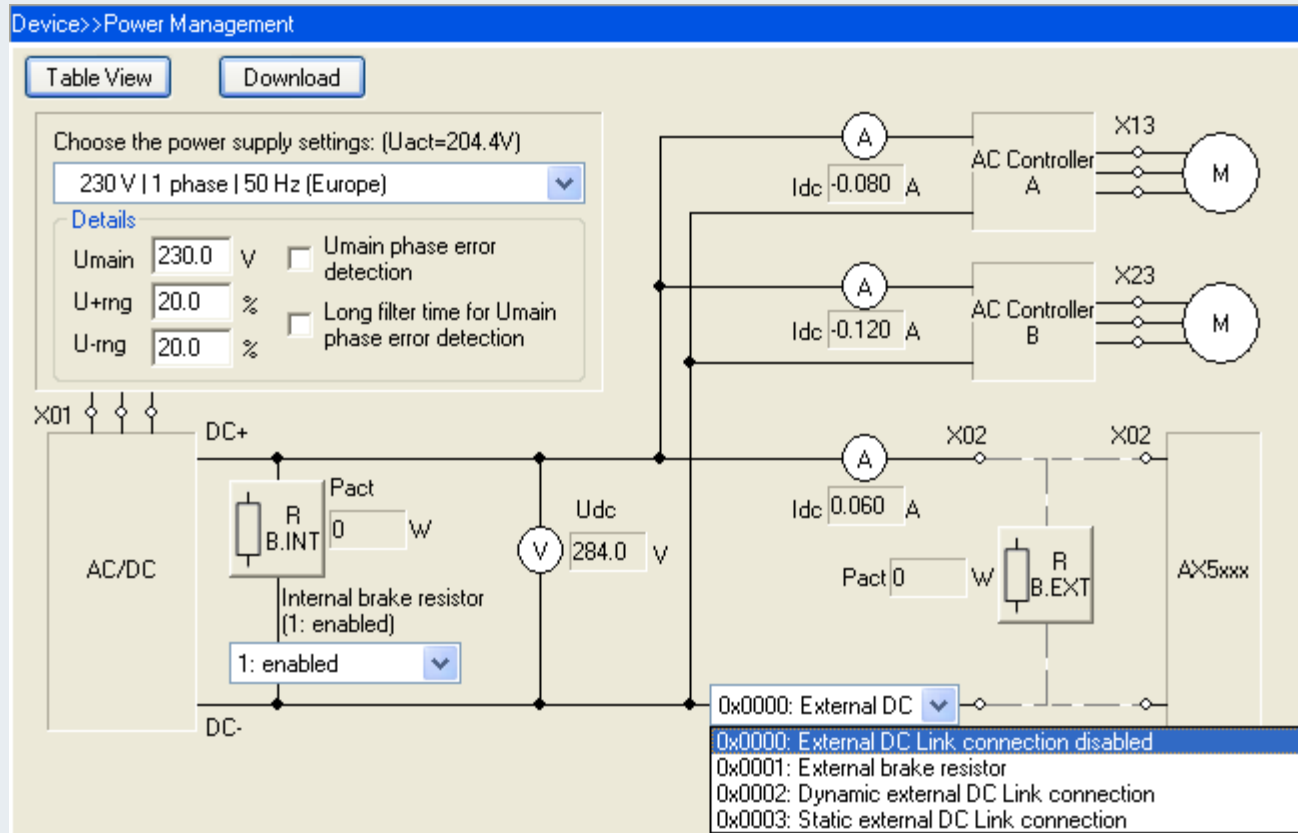 Device>>Power Management
Table View
Download
Choose the power supply settings: (Uact=204.4V)
230 V | 1 phase | 50 Hz (Europe)
Details
Umain 230.0 V
Umain phase error
detection
U+rng 20.0 %
Long filter time for Umain
phase error detection
U-rng 20.0 %
A
Idc -0.080 A
AC Controller
A
X13
M
A
Idc -0.120 A
AC Controller
B
X23
M
X01
DC+
AC/DC
R
B.INT
Pact
0 W
Internal brake resistor
(1: enabled)
1: enabled
V
Udc
284.0 V
A
Idc 0.060 A
X02
X02
Pact 0 W
R
B.EXT
AX5xxx
DC-
0x0000: External DC
0x0000: External DC Link connection disabled
0x0001: External brake resistor
0x0002: Dynamic external DC Link connection
0x0003: Static external DC Link connection